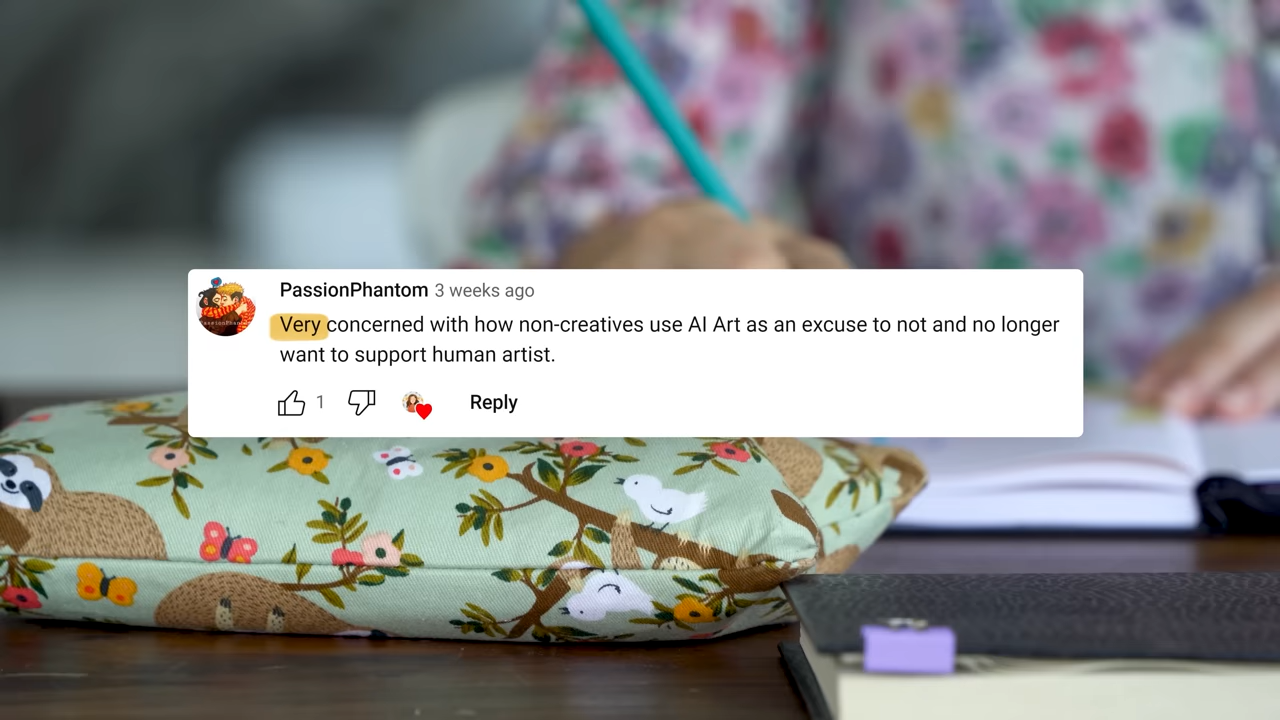 PassionPhantom 3 weeks ago
Very concerned with how non-creatives use AI Art as an excuse to not and no longer
want to support human artist.
1
Reply